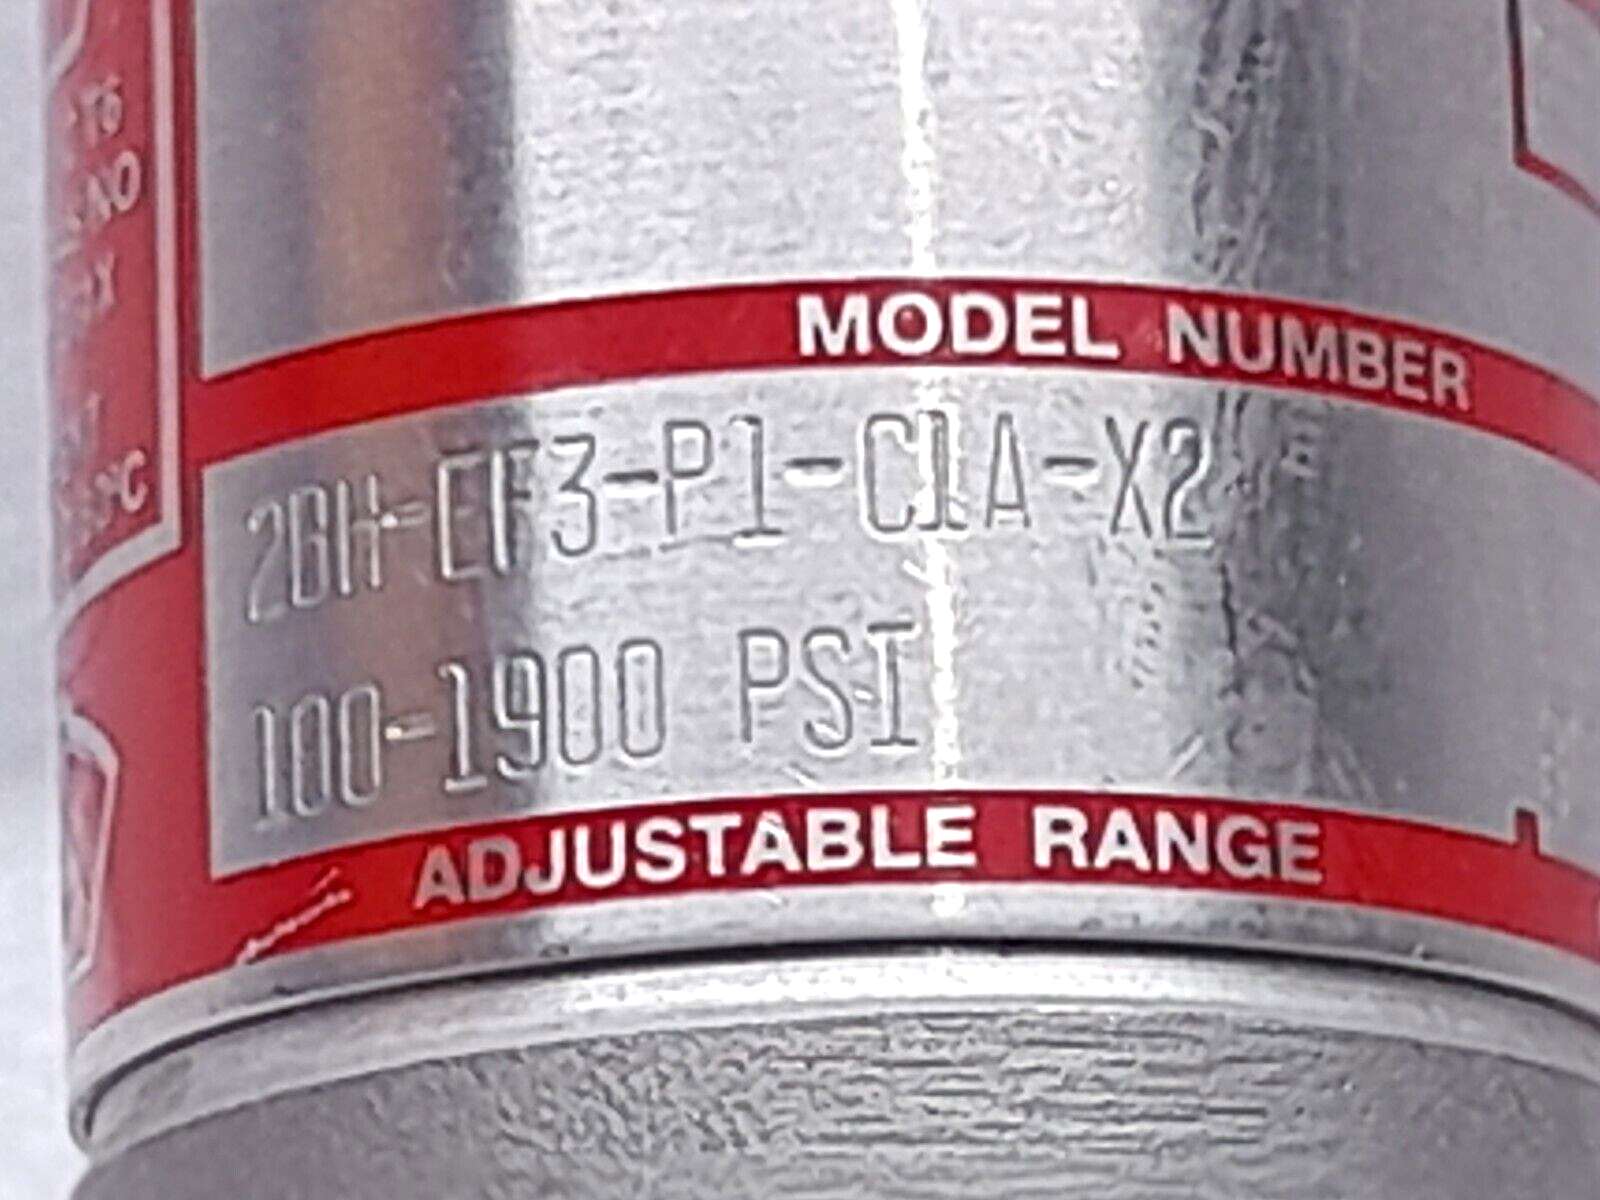 MODEL NUMBER
2BH-EF3-P1-C1A-X2
100-1900 PSI
ADJUSTABLE RANGE